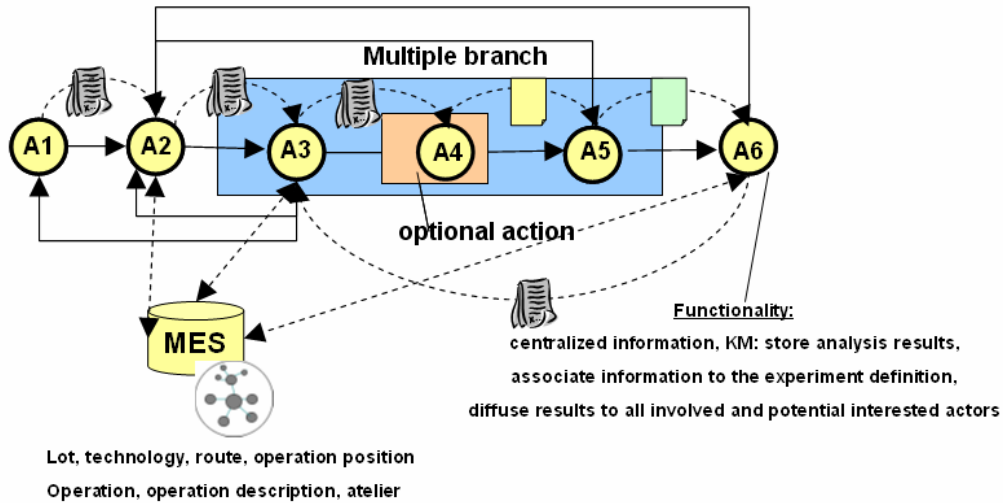 Multiple branch
A1
A2
A3
A4
A5
A6
optional action
MES
Functionality:
centralized information, KM: store analysis results,
associate information to the experiment definition,
diffuse results to all involved and potential interested actors
Lot, technology, route, operation position
Operation, operation description, atelier